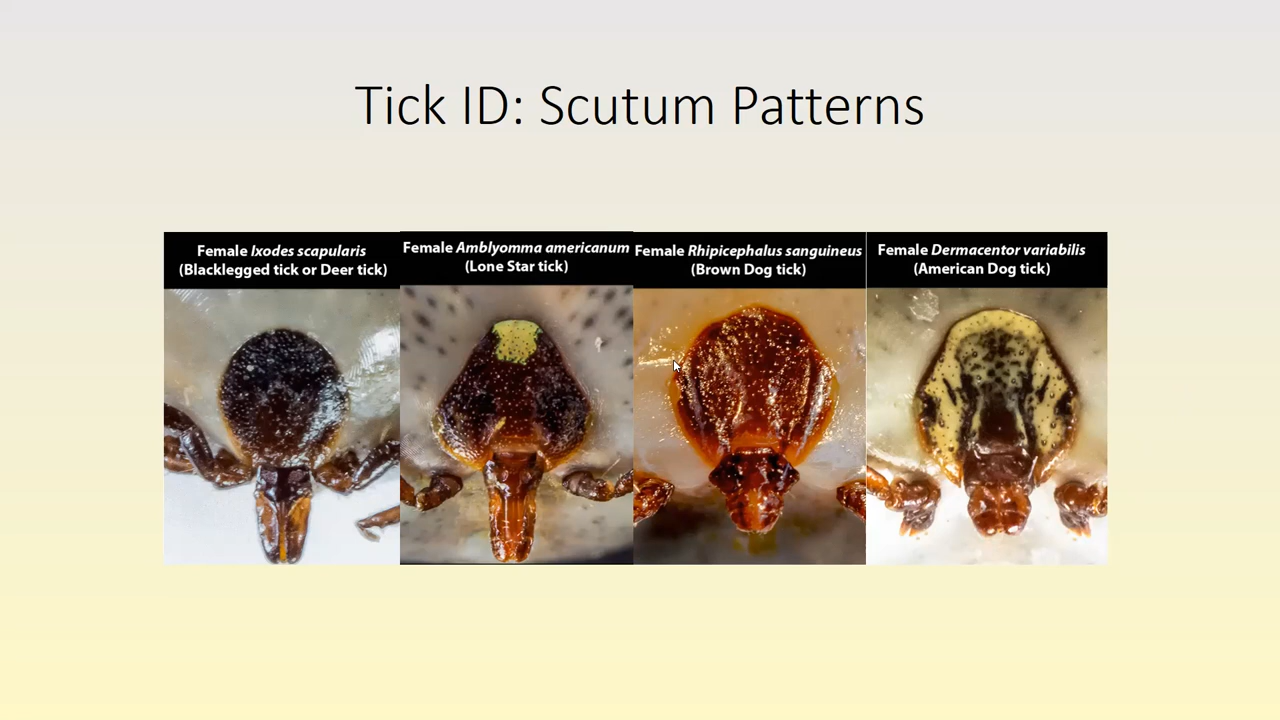 Tick ID: Scutum Patterns
Female Ixodes scapularis
(Blacklegged tick or Deer tick)
Female Amblyomma americanum
(Lone Star tick)
Female Rhipicephalus sanguineus
(Brown Dog tick)
Female Dermacentor variabilis
(American Dog tick)